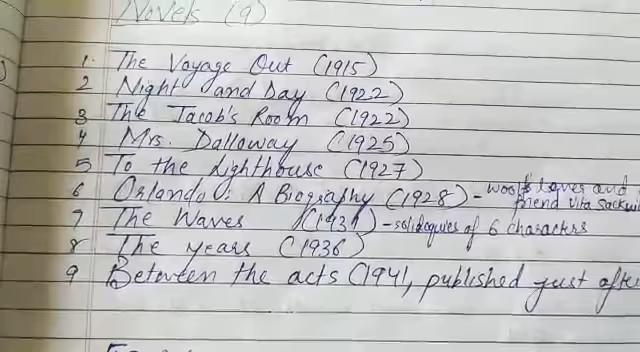 Novels (9)
1. The Voyage Out (1915)
2 Night and Day (1922)
3 The Jacob's Room (1922)
4 Mrs. Dalloway (1925)
5 To the Lighthouse (1927)
6 Orlando: A Biography (1928) - Woolf's lover and
friend Vita Sackvil
7 The Waves (1931) - soliloquies of 6 characters
8 The years (1936)
9 Between the acts (1941, published just after